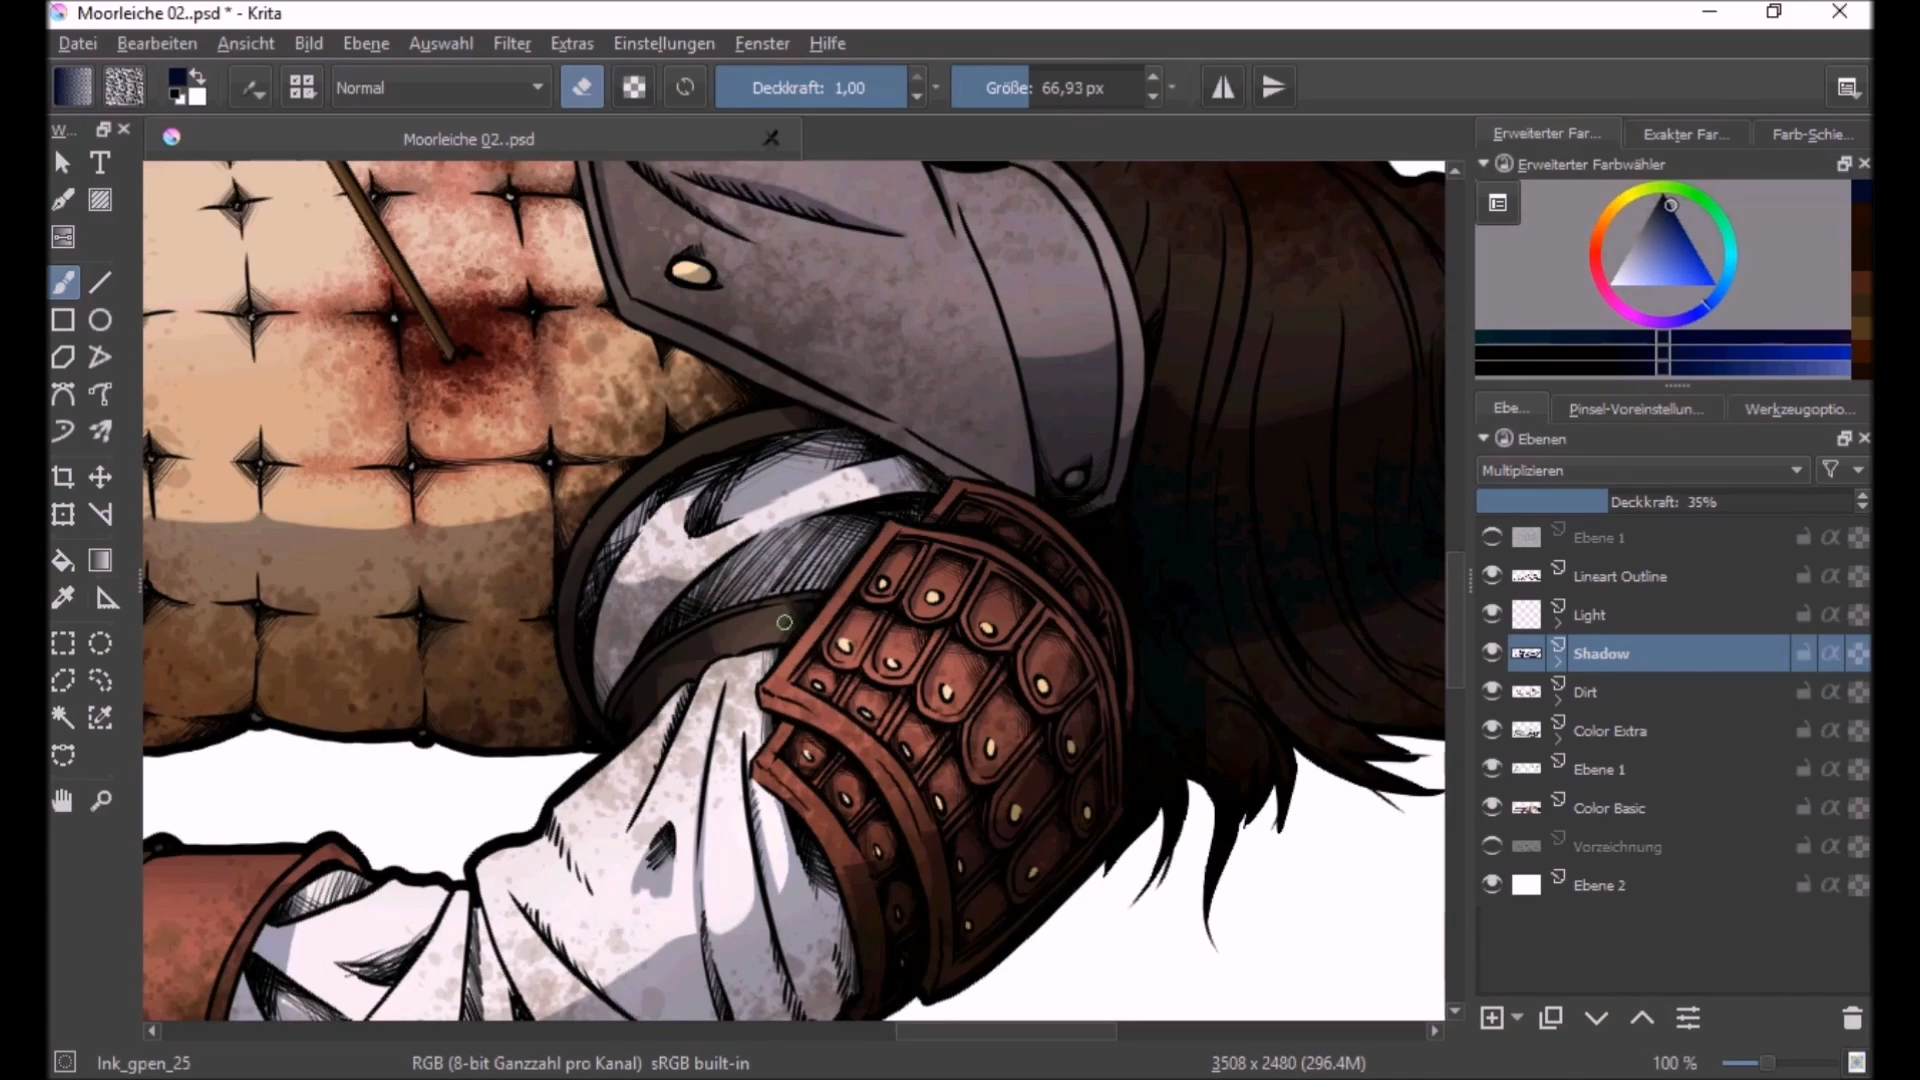 Moorleiche 02..psd * - Krita
Datei Bearbeiten Ansicht Bild Ebene Auswahl Filter Extras Einstellungen Fenster Hilfe
Normal Deckkraft: 1,00 Größe: 66,93 px
W... Moorleiche 02..psd Erweiterter Far... Exakter Far... Farb-Schie...
Erweiterter Farbwähler
Ebe... Pinsel-Voreinstellun... Werkzeugoptio...
Ebenen
Multiplizieren
Deckkraft: 35%
Ebene 1
Lineart Outline
Light
Shadow
Dirt
Color Extra
Ebene 1
Color Basic
Vorzeichnung
Ebene 2
Ink_gpen_25 RGB (8-bit Ganzzahl pro Kanal) sRGB built-in 3508 x 2480 (296.4M) 100 %